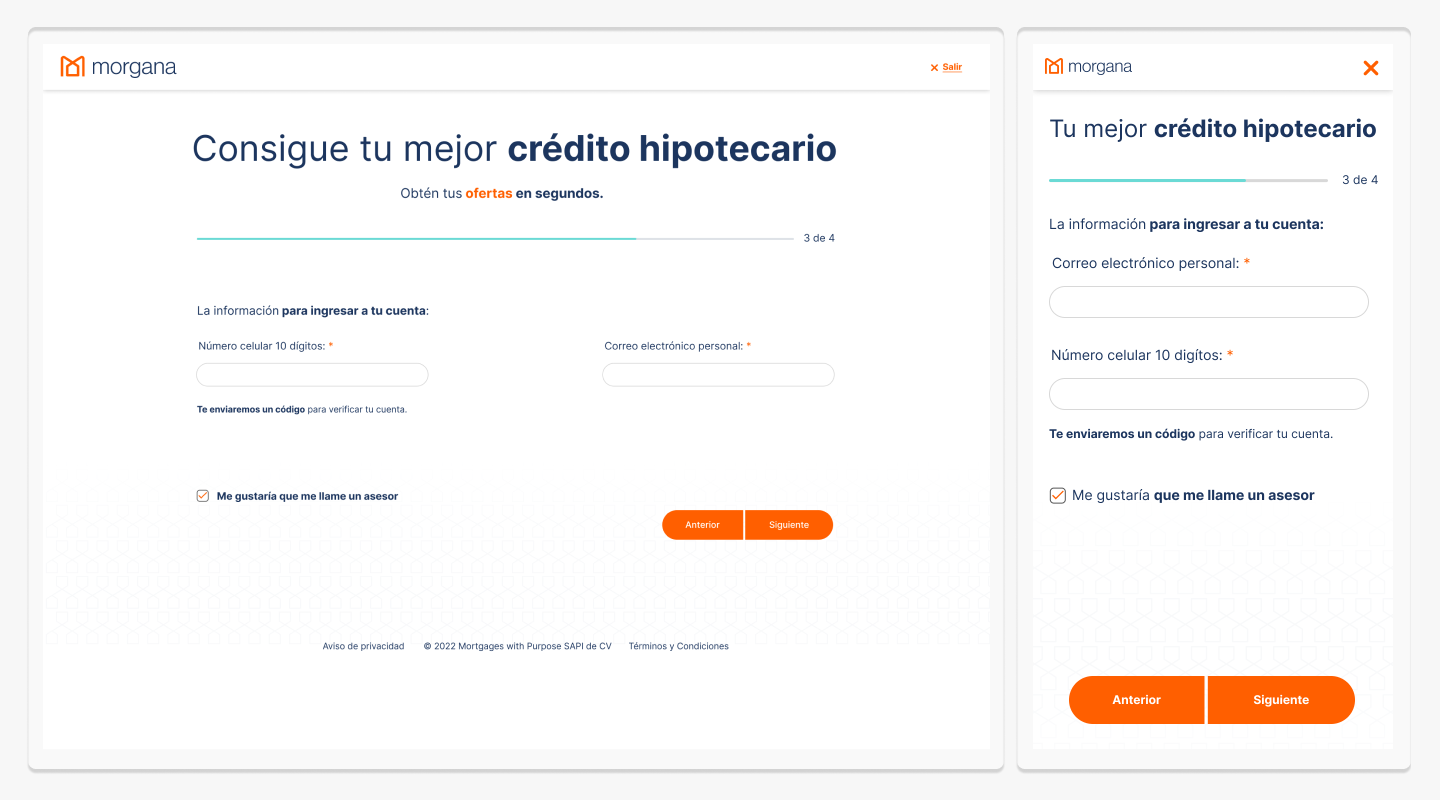 morgana
Salir
Consigue tu mejor crédito hipotecario
Obtén tus ofertas en segundos.
3 de 4
La información para ingresar a tu cuenta:
Número celular 10 dígitos: *
Correo electrónico personal: *
Te enviaremos un código para verificar tu cuenta.
Me gustaría que me llame un asesor
Anterior
Siguiente
Aviso de privacidad
© 2022 Mortgages with Purpose SAPI de CV
Términos y Condiciones
morgana
Tu mejor crédito hipotecario
3 de 4
La información para ingresar a tu cuenta:
Correo electrónico personal: *
Número celular 10 digítos: *
Te enviaremos un código para verificar tu cuenta.
Me gustaría que me llame un asesor
Anterior
Siguiente